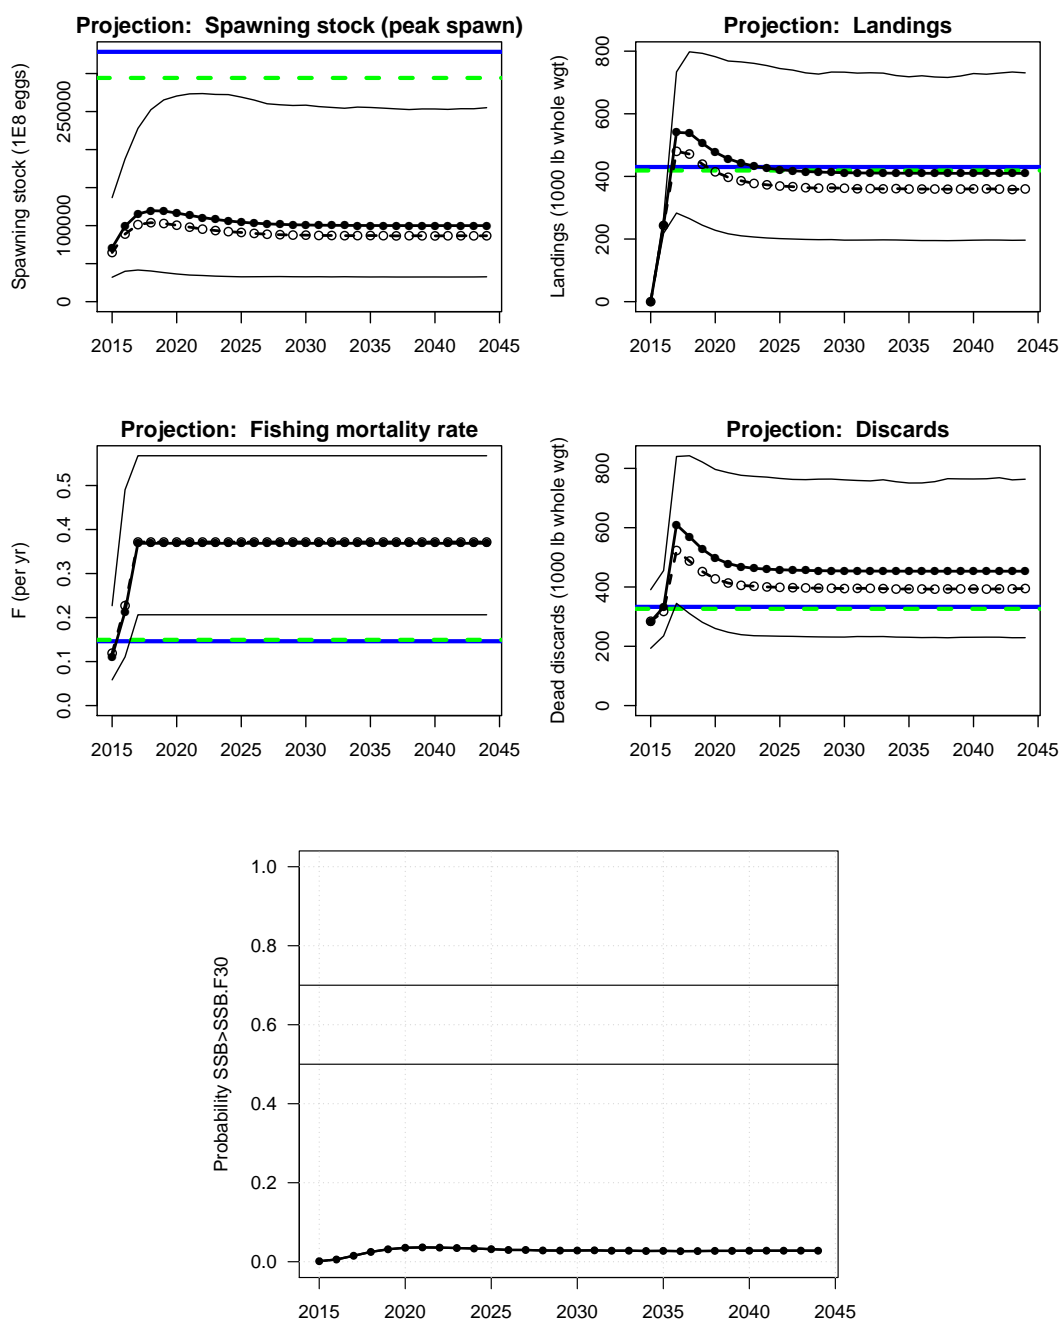 Projection: Spawning stock (peak spawn)
Spawning stock (1E8 eggs)
250000
100000
0
2015 2020 2025 2030 2035 2040 2045
Projection: Landings
Landings (1000 lb whole wgt)
800
600
400
200
0
2015 2020 2025 2030 2035 2040 2045
Projection: Fishing mortality rate
F (per yr)
0.5
0.4
0.3
0.2
0.1
0.0
2015 2020 2025 2030 2035 2040 2045
Projection: Discards
Dead discards (1000 lb whole wgt)
800
600
400
200
0
2015 2020 2025 2030 2035 2040 2045
Probability SSB>SSB.F30
1.0
0.8
0.6
0.4
0.2
0.0
2015 2020 2025 2030 2035 2040 2045